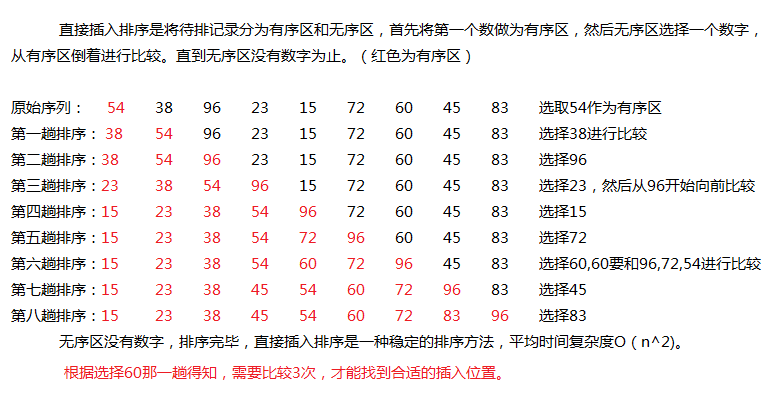 直接插入排序是将待排记录分为有序区和无序区，首先将第一个数做为有序区，然后无序区选择一个数字，
从有序区倒着进行比较。直到无序区没有数字为止。（红色为有序区）
原始序列： 54 38 96 23 15 72 60 45 83 选取54作为有序区
第一趟排序：38 54 96 23 15 72 60 45 83 选择38进行比较
第二趟排序：38 54 96 23 15 72 60 45 83 选择96
第三趟排序：23 38 54 96 15 72 60 45 83 选择23，然后从96开始向前比较
第四趟排序：15 23 38 54 96 72 60 45 83 选择15
第五趟排序：15 23 38 54 72 96 60 45 83 选择72
第六趟排序：15 23 38 54 60 72 96 45 83 选择60,60要和96,72,54进行比较
第七趟排序：15 23 38 45 54 60 72 96 83 选择45
第八趟排序：15 23 38 45 54 60 72 83 96 选择83
无序区没有数字，排序完毕，直接插入排序是一种稳定的排序方法，平均时间复杂度O（n^2)。
根据选择60那一趟得知，需要比较3次，才能找到合适的插入位置。